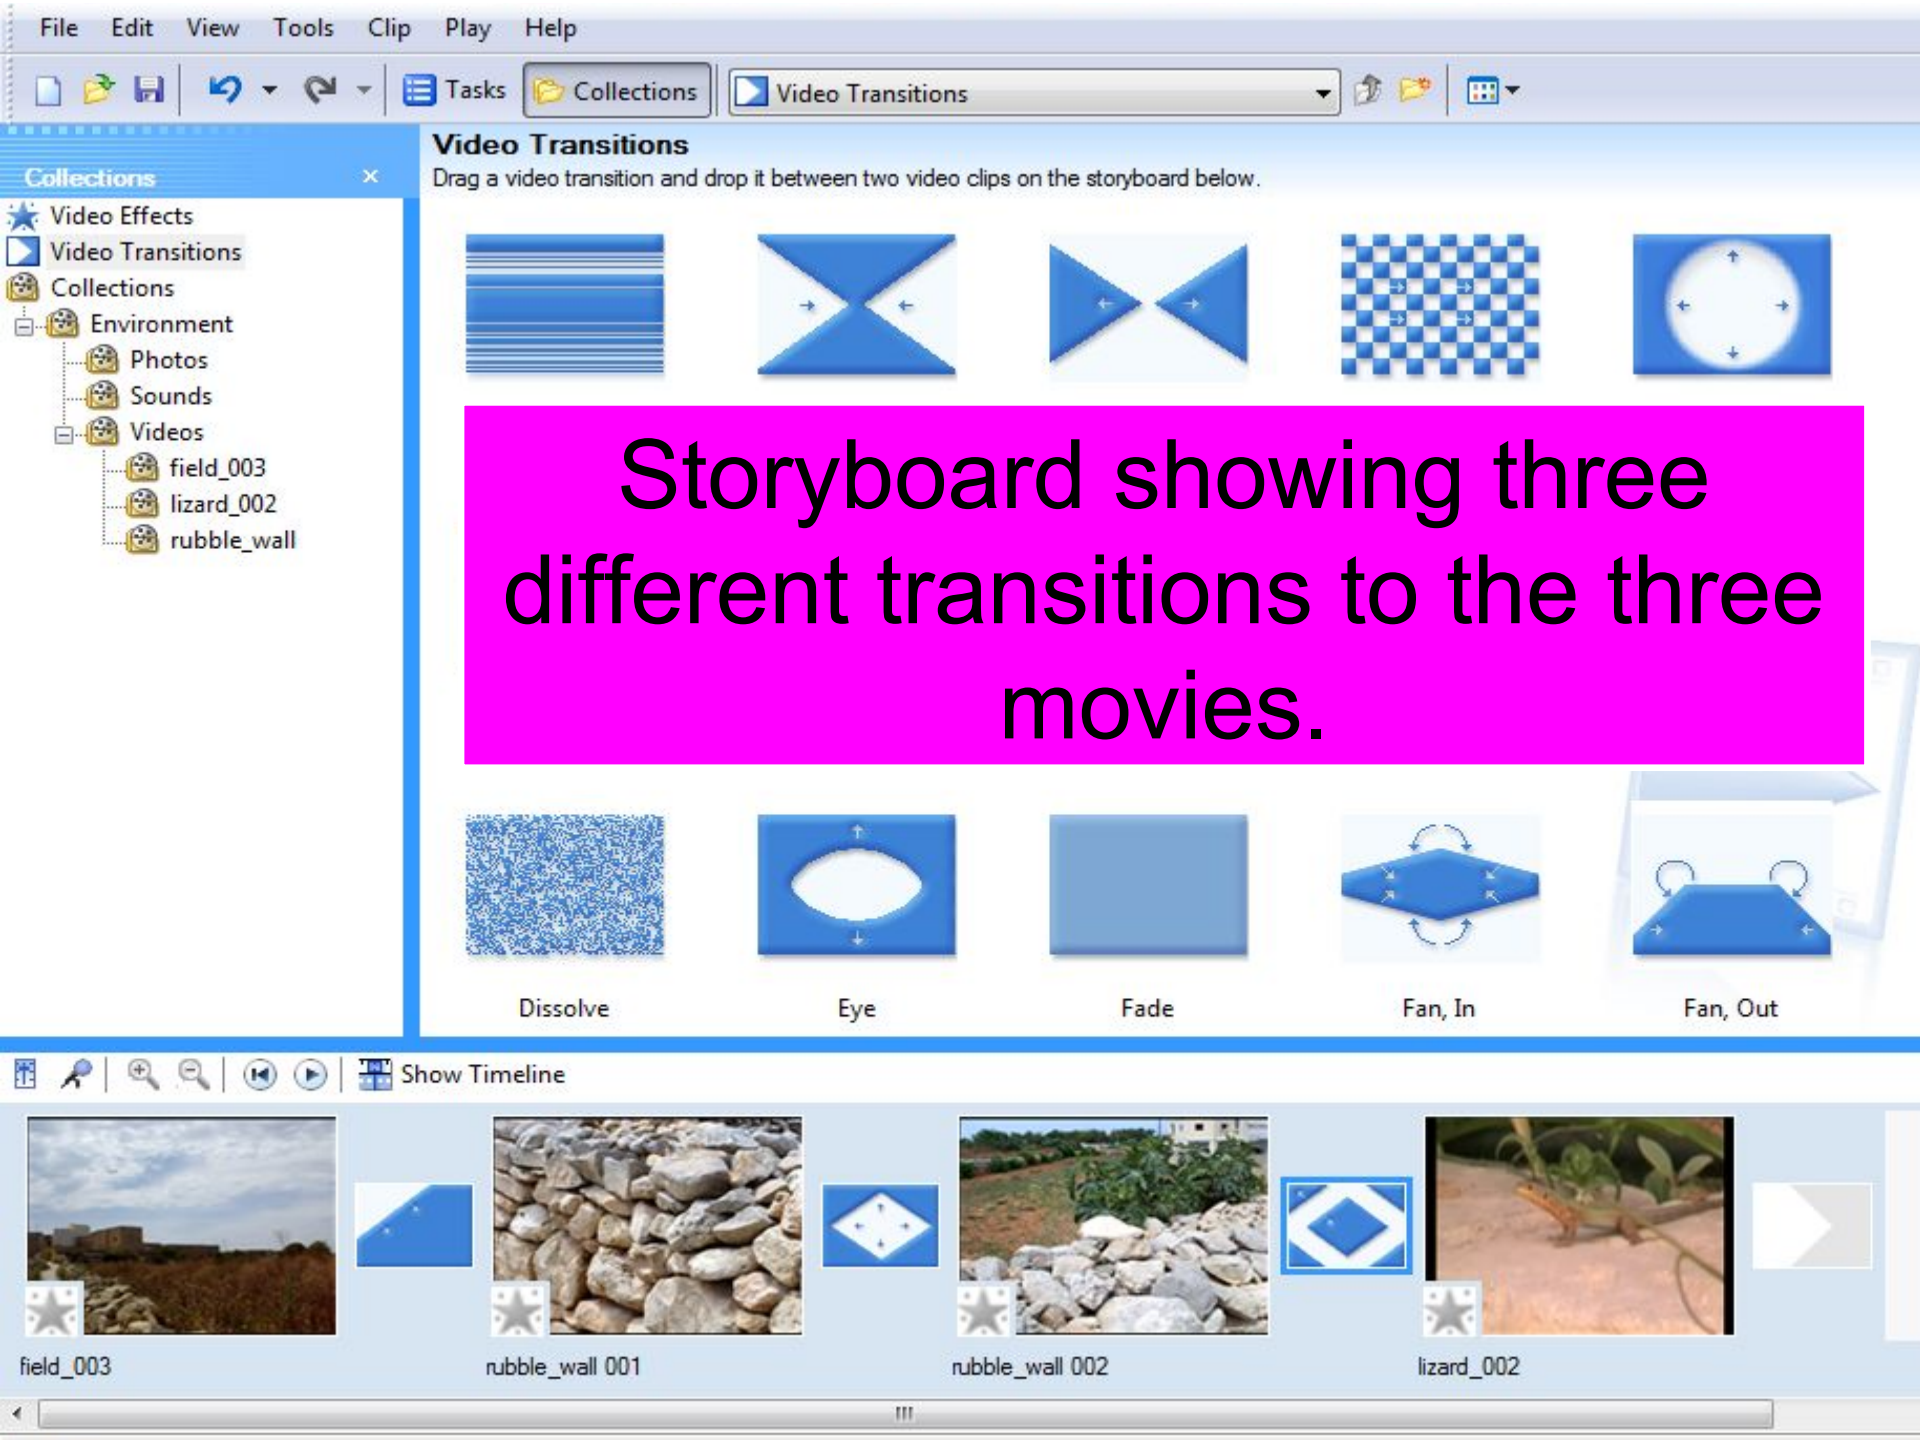 File Edit View Tools Clip Play Help
Tasks Collections Video Transitions
Collections
Video Effects
Video Transitions
Collections
Environment
Photos
Sounds
Videos
field_003
lizard_002
rubble_wall
Video Transitions
Drag a video transition and drop it between two video clips on the storyboard below.
Storyboard showing three
different transitions to the three
movies.
Dissolve Eye Fade Fan, In Fan, Out
Show Timeline
field_003 rubble_wall 001 rubble_wall 002 lizard_002